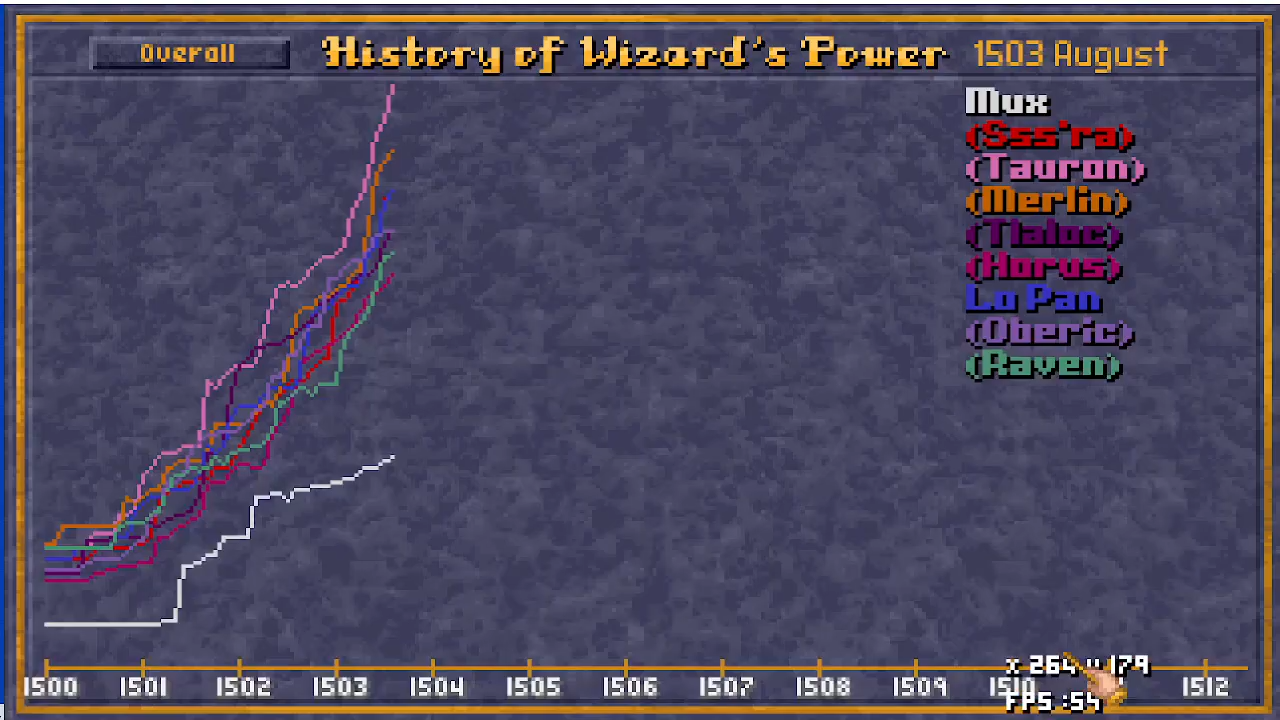 Overall History of Wizard's Power 1503 August
Mux
(Sss'ra)
(Tauron)
(Merlin)
(Tlaloc)
(Horus)
Lo Pan
(Oberic)
(Raven)
x 264 y 179
1500 1501 1502 1503 1504 1505 1506 1507 1508 1509 1510 1512
FPS :54